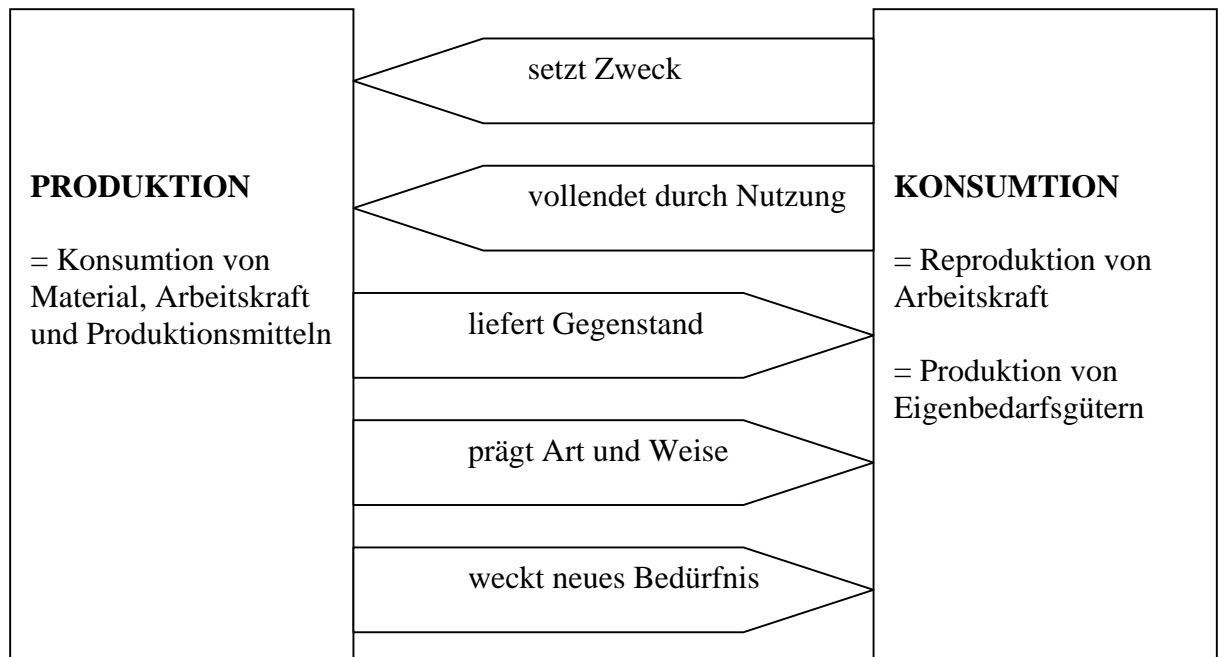 PRODUKTION
= Konsumtion von
Material, Arbeitskraft
und Produktionsmitteln
setzt Zweck
vollendet durch Nutzung
liefert Gegenstand
prägt Art und Weise
weckt neues Bedürfnis
KONSUMTION
= Reproduktion von
Arbeitskraft
= Produktion von
Eigenbedarfsgütern